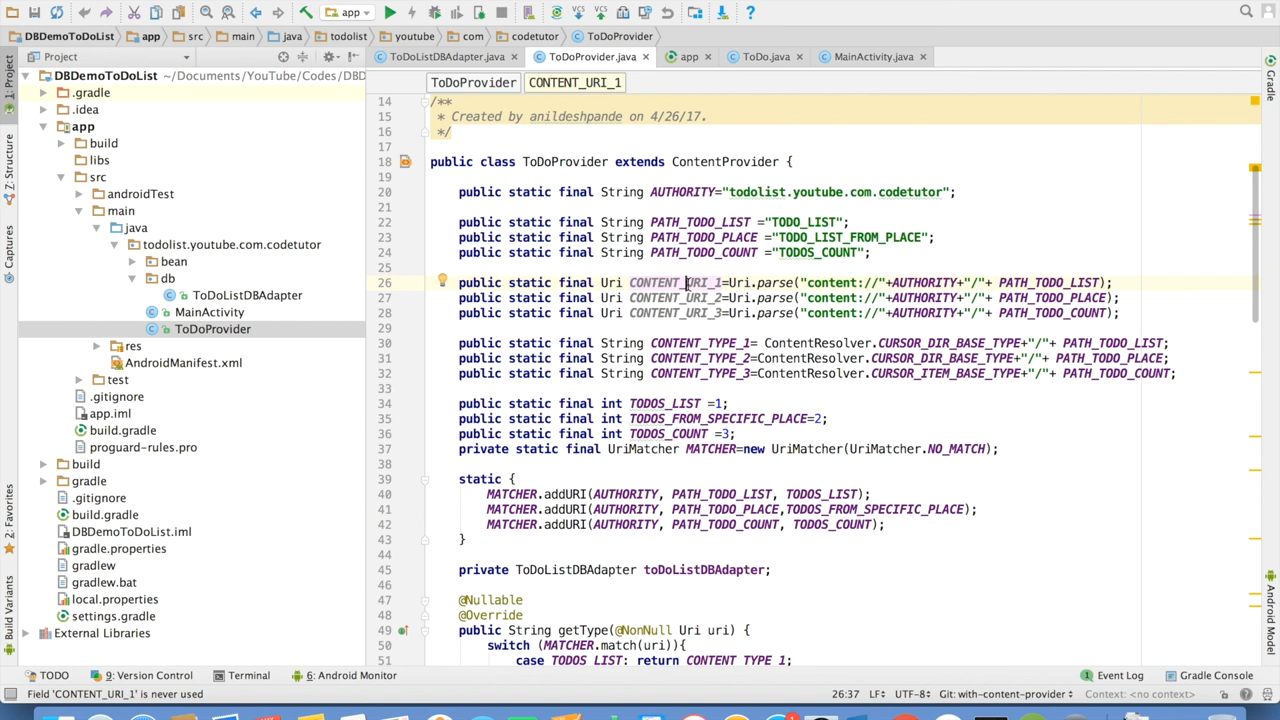 app
DBDemoToDoList app src main java todolist youtube com codetutor ToDoProvider
1: Project
Z: Structure
Captures
2: Favorites
Build Variants
Project
DBDemoToDoList ~/Documents/YouTube/Codes/DBD
.gradle
.idea
app
build
libs
src
androidTest
main
java
todolist.youtube.com.codetutor
bean
db
ToDoListDBAdapter
MainActivity
ToDoProvider
res
AndroidManifest.xml
test
.gitignore
app.iml
build.gradle
proguard-rules.pro
build
gradle
.gitignore
build.gradle
DBDemoToDoList.iml
gradle.properties
gradlew
gradlew.bat
local.properties
settings.gradle
External Libraries
ToDoListDBAdapter.java ToDoProvider.java app ToDo.java MainActivity.java
ToDoProvider CONTENT_URI_1
14 /**
15 * Created by anildeshpande on 4/26/17.
16 */
17
18 public class ToDoProvider extends ContentProvider {
19
20 public static final String AUTHORITY="todolist.youtube.com.codetutor";
21
22 public static final String PATH_TODO_LIST ="TODO_LIST";
23 public static final String PATH_TODO_PLACE ="TODO_LIST_FROM_PLACE";
24 public static final String PATH_TODO_COUNT ="TODOS_COUNT";
25
26 public static final Uri CONTENT_URI_1=Uri.parse("content://"+AUTHORITY+"/"+ PATH_TODO_LIST);
27 public static final Uri CONTENT_URI_2=Uri.parse("content://"+AUTHORITY+"/"+ PATH_TODO_PLACE);
28 public static final Uri CONTENT_URI_3=Uri.parse("content://"+AUTHORITY+"/"+ PATH_TODO_COUNT);
29
30 public static final String CONTENT_TYPE_1= ContentResolver.CURSOR_DIR_BASE_TYPE+"/"+ PATH_TODO_LIST;
31 public static final String CONTENT_TYPE_2=ContentResolver.CURSOR_DIR_BASE_TYPE+"/"+ PATH_TODO_PLACE;
32 public static final String CONTENT_TYPE_3=ContentResolver.CURSOR_ITEM_BASE_TYPE+"/"+ PATH_TODO_COUNT;
33
34 public static final int TODOS_LIST =1;
35 public static final int TODOS_FROM_SPECIFIC_PLACE=2;
36 public static final int TODOS_COUNT =3;
37 private static final UriMatcher MATCHER=new UriMatcher(UriMatcher.NO_MATCH);
38
39 static {
40 MATCHER.addURI(AUTHORITY, PATH_TODO_LIST, TODOS_LIST);
41 MATCHER.addURI(AUTHORITY, PATH_TODO_PLACE,TODOS_FROM_SPECIFIC_PLACE);
42 MATCHER.addURI(AUTHORITY, PATH_TODO_COUNT, TODOS_COUNT);
43 }
44
45 private ToDoListDBAdapter toDoListDBAdapter;
46
47 @Nullable
48 @Override
49 public String getType(@NonNull Uri uri) {
50 switch (MATCHER.match(uri)){
51 case TODOS_LIST: return CONTENT_TYPE_1;
Gradle
Android Model
TODO 9: Version Control Terminal 6: Android Monitor 1 Event Log Gradle Console
Field 'CONTENT_URI_1' is never used 26:37 LF UTF-8 Git: with-content-provider Context: <no context>